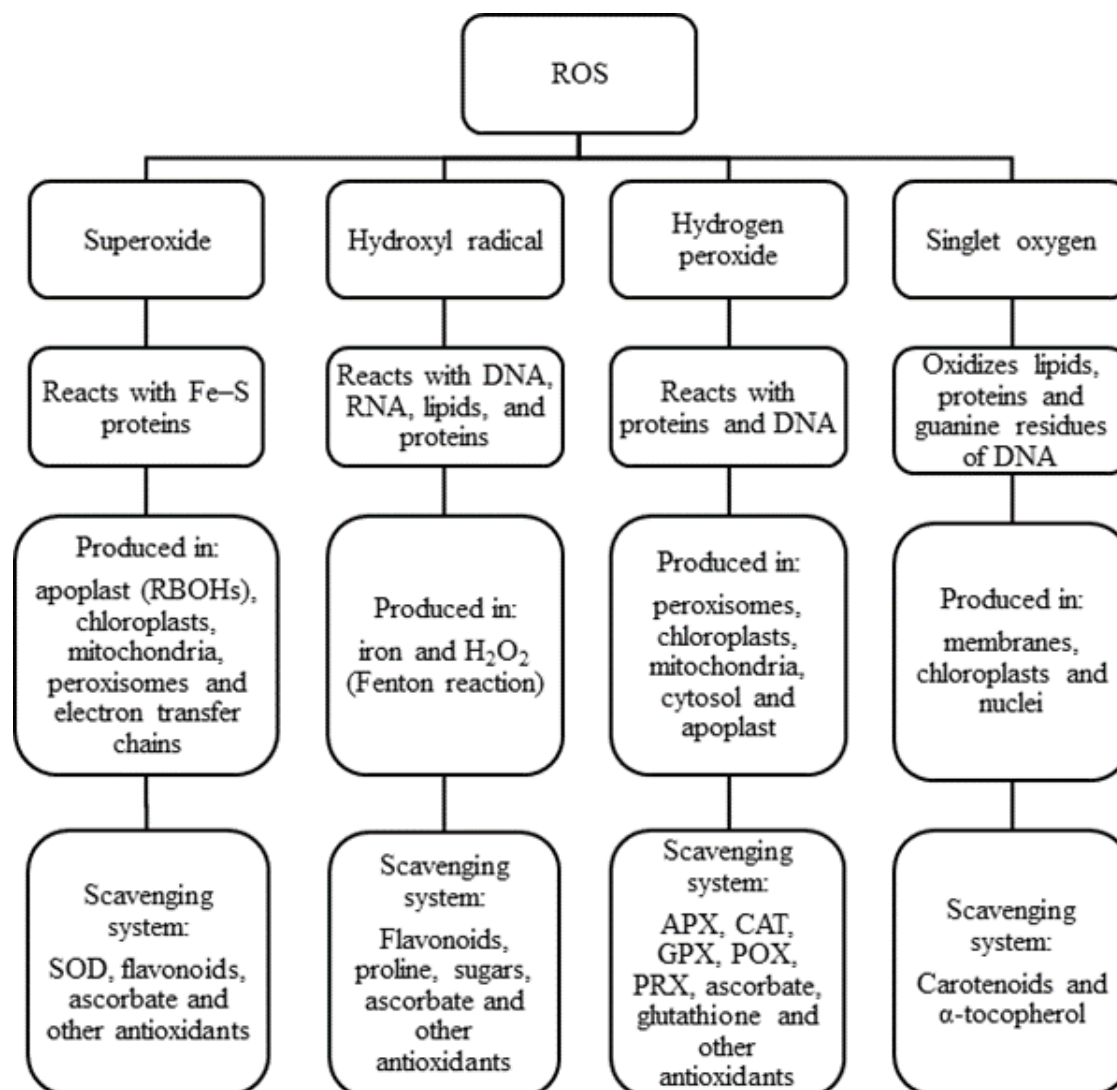 ROS
Superoxide
Reacts with Fe–S
proteins
Produced in:
apoplast (RBOHs),
chloroplasts,
mitochondria,
peroxisomes and
electron transfer
chains
Scavenging
system:
SOD, flavonoids,
ascorbate and
other antioxidants
Hydroxyl radical
Reacts with DNA,
RNA, lipids, and
proteins
Produced in:
iron and H₂O₂
(Fenton reaction)
Scavenging
system:
Flavonoids,
proline, sugars,
ascorbate and
other
antioxidants
Hydrogen
peroxide
Reacts with
proteins and DNA
Produced in:
peroxisomes,
chloroplasts,
mitochondria,
cytosol and
apoplast
Scavenging
system:
APX, CAT,
GPX, POX,
PRX, ascorbate,
glutathione and
other
antioxidants
Singlet oxygen
Oxidizes lipids,
proteins and
guanine residues
of DNA
Produced in:
membranes,
chloroplasts and
nuclei
Scavenging
system:
Carotenoids and
α-tocopherol